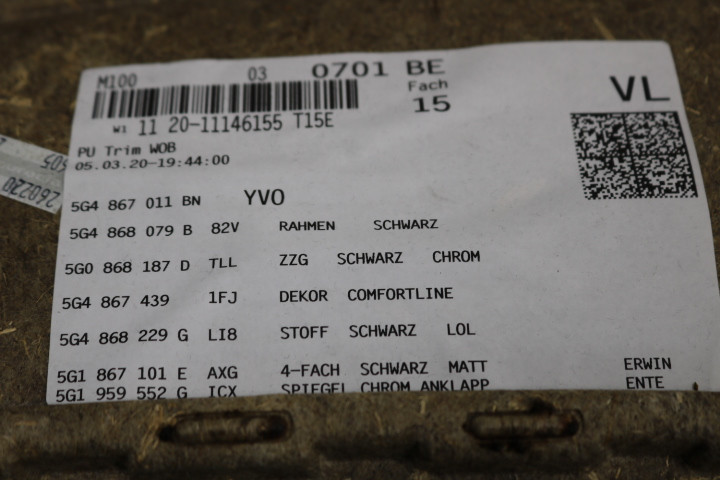 M100 03 0701 BE
Fach
15
VL
W1 11 20-11146155 T15E
PU Trim WOB
05.03.20-19:44:00
5G4 867 011 BN YVO
5G4 868 079 B 82V RAHMEN SCHWARZ
5G0 868 187 D TLL ZZG SCHWARZ CHROM
5G4 867 439 1FJ DEKOR COMFORTLINE
5G4 868 229 G LI8 STOFF SCHWARZ LOL
5G1 867 101 E AXG 4-FACH SCHWARZ MATT ERWIN
5G1 959 552 G ICX SPIEGEL CHROM ANKLAPP ENTE
260220